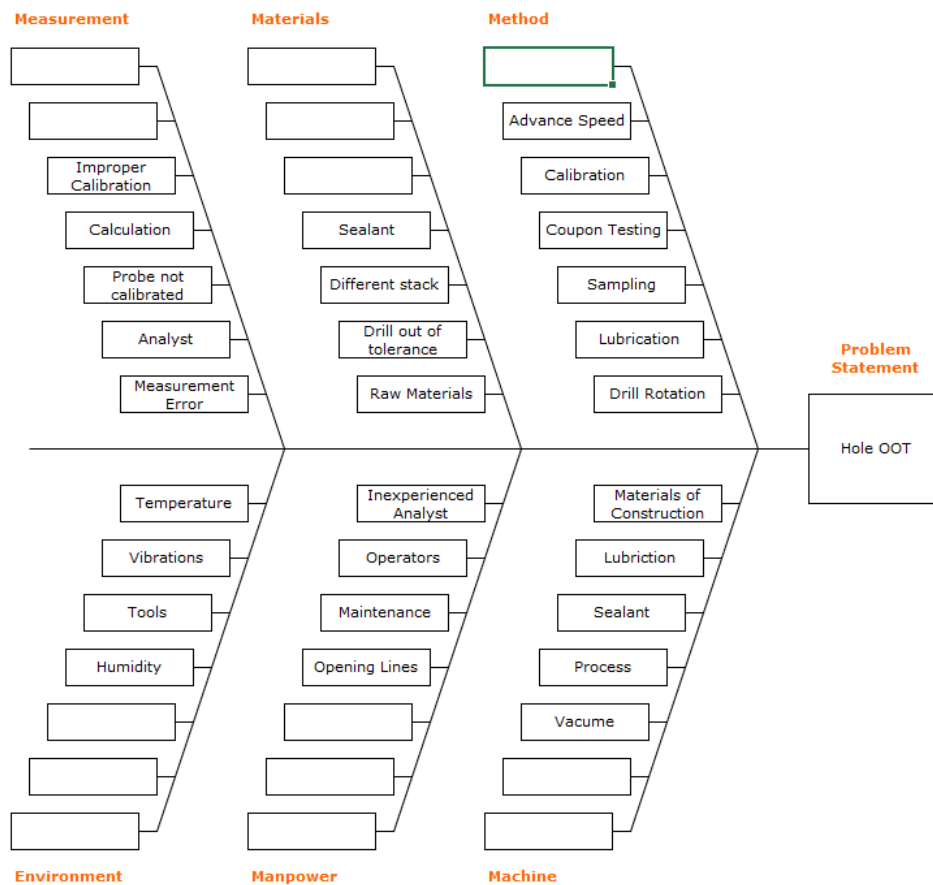 Measurement
Materials
Method
Advance Speed
Improper
Calibration
Calibration
Calculation
Sealant
Coupon Testing
Probe not
calibrated
Different stack
Sampling
Analyst
Drill out of
tolerance
Lubrication
Measurement
Error
Raw Materials
Drill Rotation
Problem
Statement
Hole OOT
Temperature
Inexperienced
Analyst
Materials of
Construction
Vibrations
Operators
Lubriction
Tools
Maintenance
Sealant
Humidity
Opening Lines
Process
Vacume
Environment
Manpower
Machine